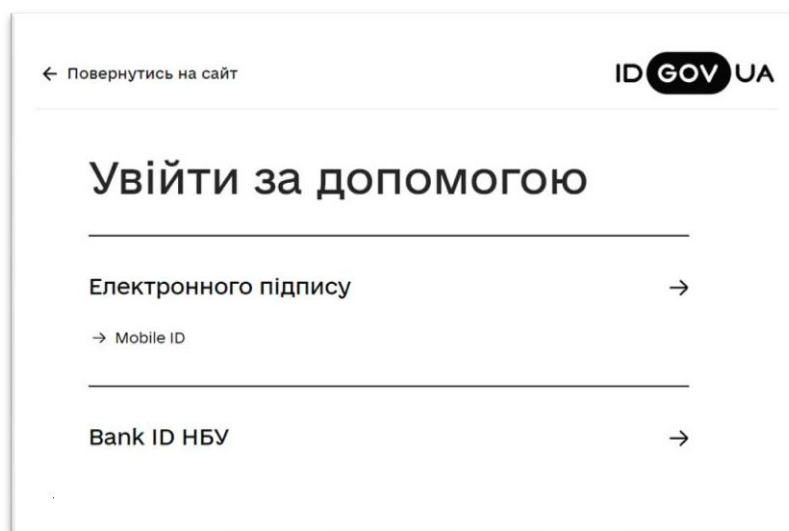 ← Повернутись на сайт
ID GOV UA
Увійти за допомогою
Електронного підпису →
→ Mobile ID
Bank ID НБУ →